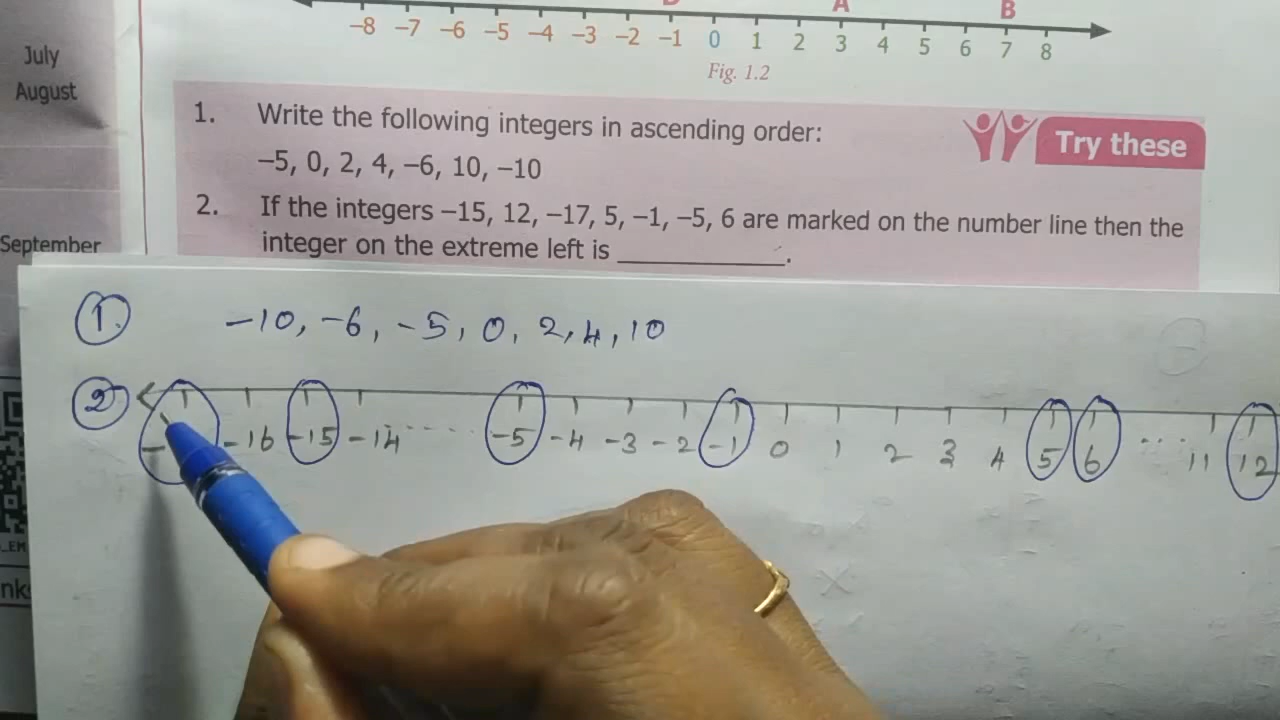 July
August
September
B
A
–8 –7 –6 –5 –4 –3 –2 –1 0 1 2 3 4 5 6 7 8
Fig. 1.2
Try these
1. Write the following integers in ascending order:
–5, 0, 2, 4, –6, 10, –10
2. If the integers –15, 12, –17, 5, –1, –5, 6 are marked on the number line then the
integer on the extreme left is ____________.
1. –10, –6, –5, 0, 2, 4, 10
2 –16 –15 –14 ..... –5 –4 –3 –2 –1 0 1 2 3 4 5 6 ... 11 12